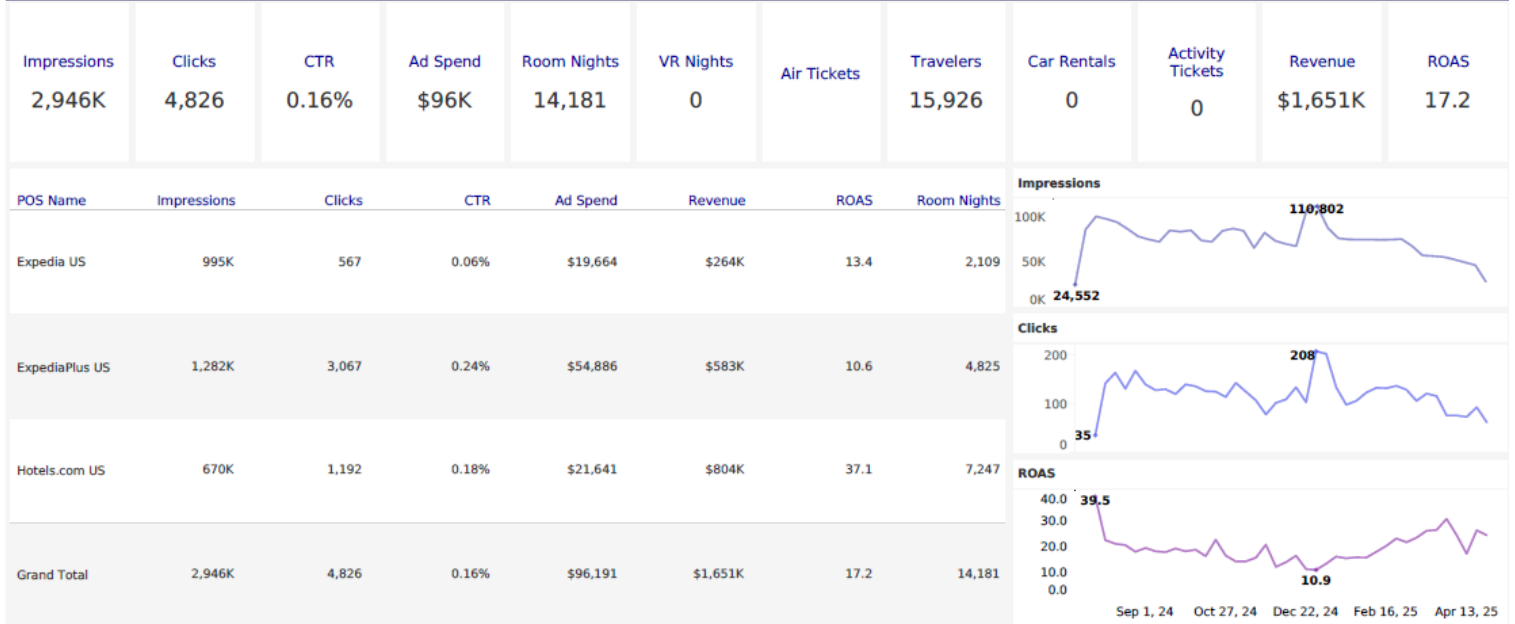 Impressions
2,946K
Clicks
4,826
CTR
0.16%
Ad Spend
$96K
Room Nights
14,181
VR Nights
0
Air Tickets
Travelers
15,926
Car Rentals
0
Activity
Tickets
0
Revenue
$1,651K
ROAS
17.2
POS Name Impressions Clicks CTR Ad Spend Revenue ROAS Room Nights
Expedia US 995K 567 0.06% $19,664 $264K 13.4 2,109
ExpediaPlus US 1,282K 3,067 0.24% $54,886 $583K 10.6 4,825
Hotels.com US 670K 1,192 0.18% $21,641 $804K 37.1 7,247
Grand Total 2,946K 4,826 0.16% $96,191 $1,651K 17.2 14,181
Impressions
110,802
100K
50K
0K 24,552
Clicks
200 208
100
35
0
ROAS
40.0 39.5
30.0
20.0
10.0
10.9
0.0
Sep 1, 24 Oct 27, 24 Dec 22, 24 Feb 16, 25 Apr 13, 25